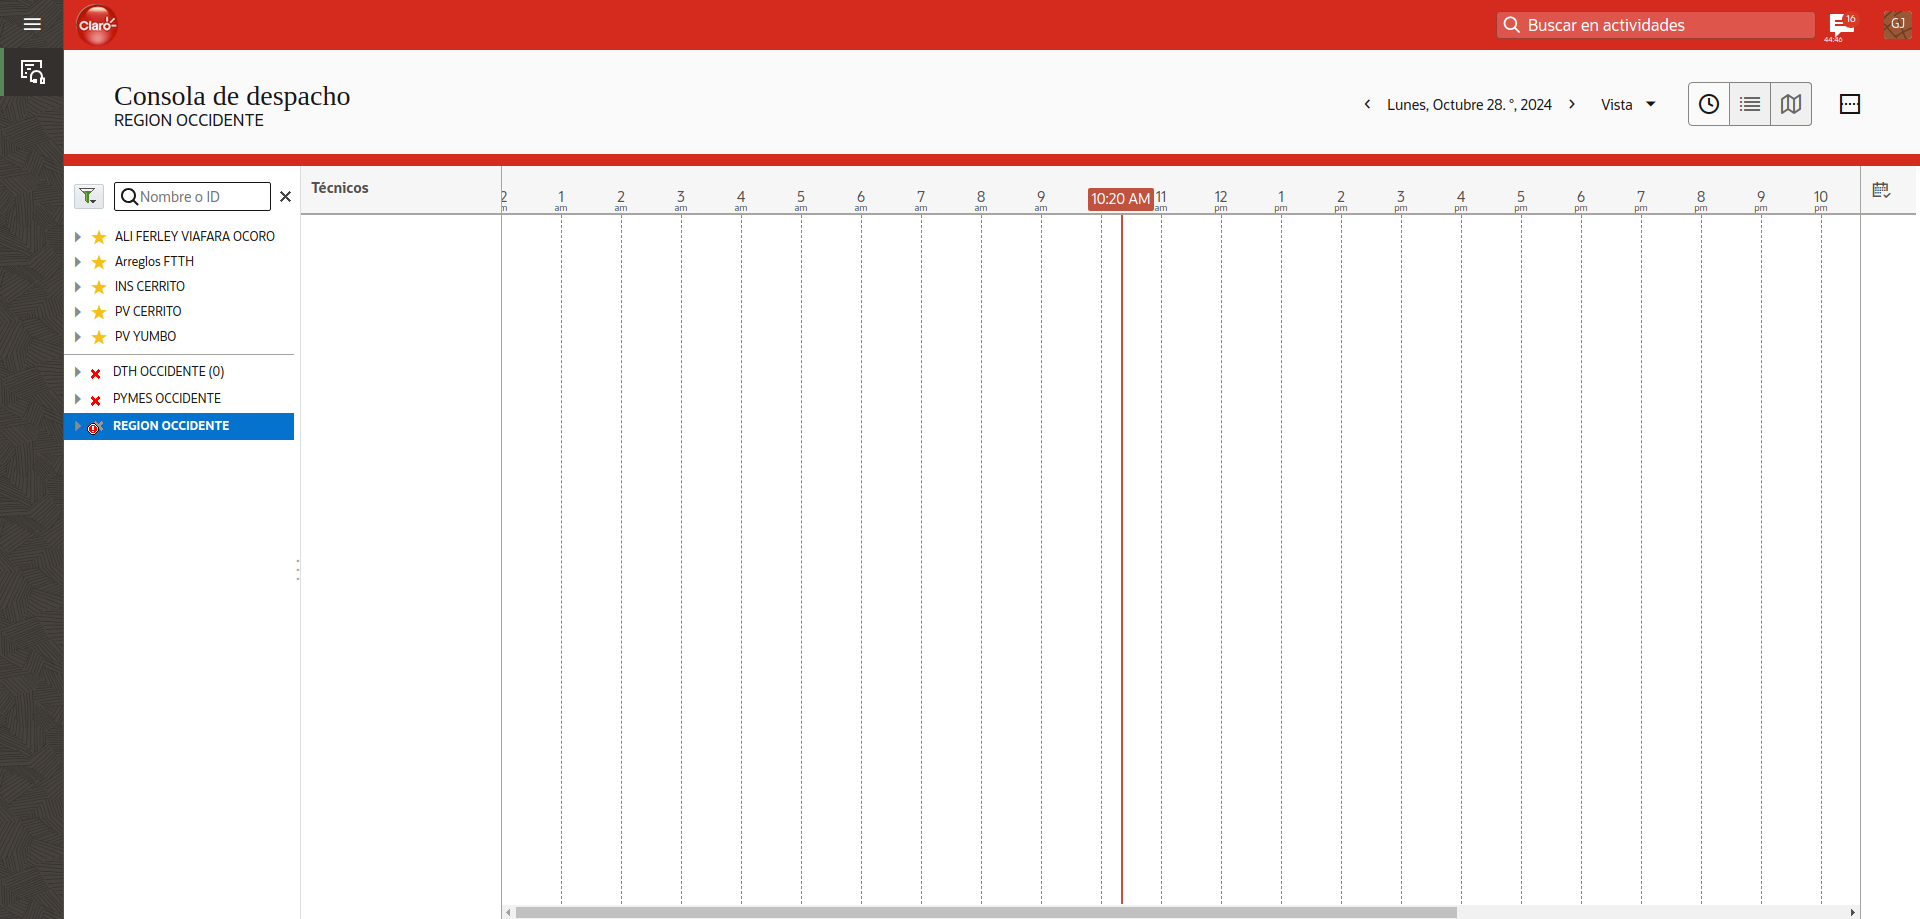 Claro
Buscar en actividades
16
44:46
GJ
Consola de despacho
REGION OCCIDENTE
Lunes, Octubre 28. °, 2024
Vista
Nombre o ID
Técnicos
2 1 2 3 4 5 6 7 8 9 10:20 AM 11 12 1 2 3 4 5 6 7 8 9 10
am am am am am am am am am am pm pm pm pm pm pm pm pm pm pm pm
ALI FERLEY VIAFARA OCORO
Arreglos FTTH
INS CERRITO
PV CERRITO
PV YUMBO
DTH OCCIDENTE (0)
PYMES OCCIDENTE
REGION OCCIDENTE